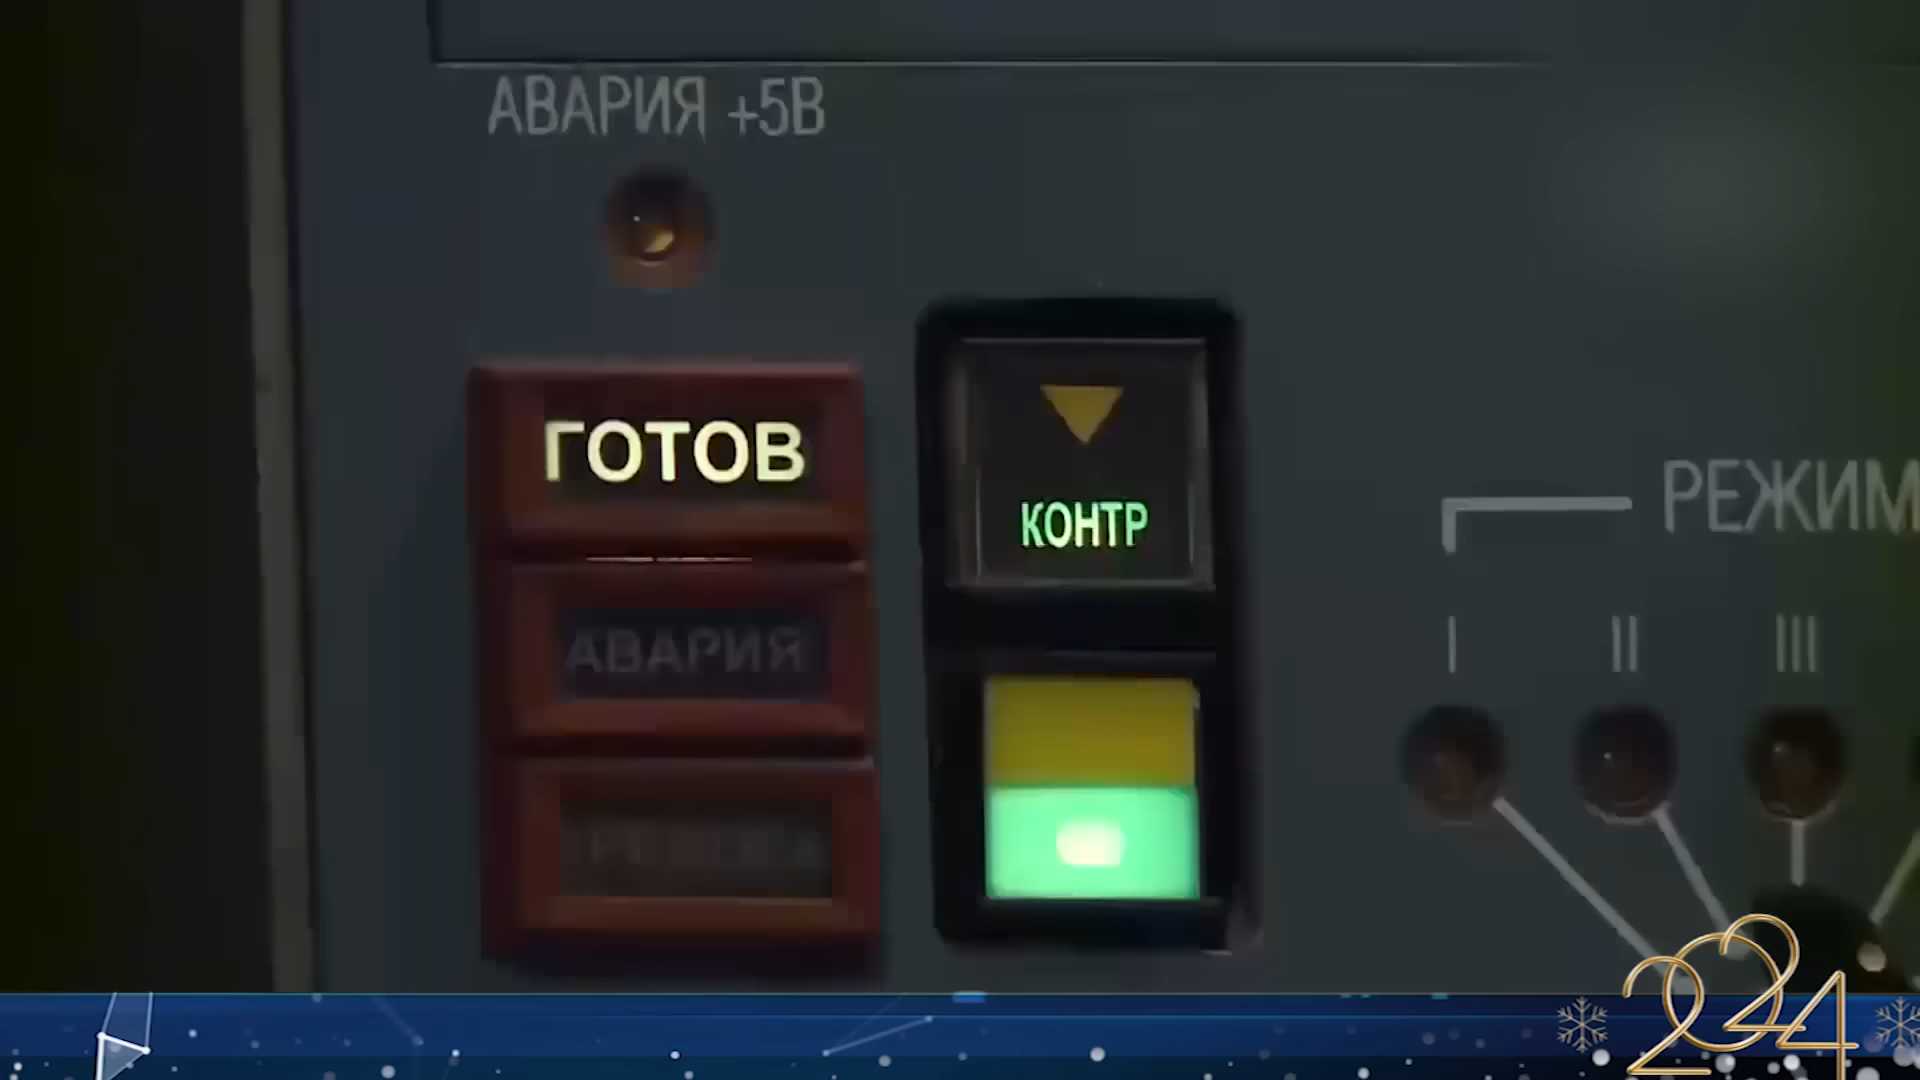 АВАРИЯ +5В
ГОТОВ
КОНТР
АВАРИЯ
РЕЖИМ
I II III
2024